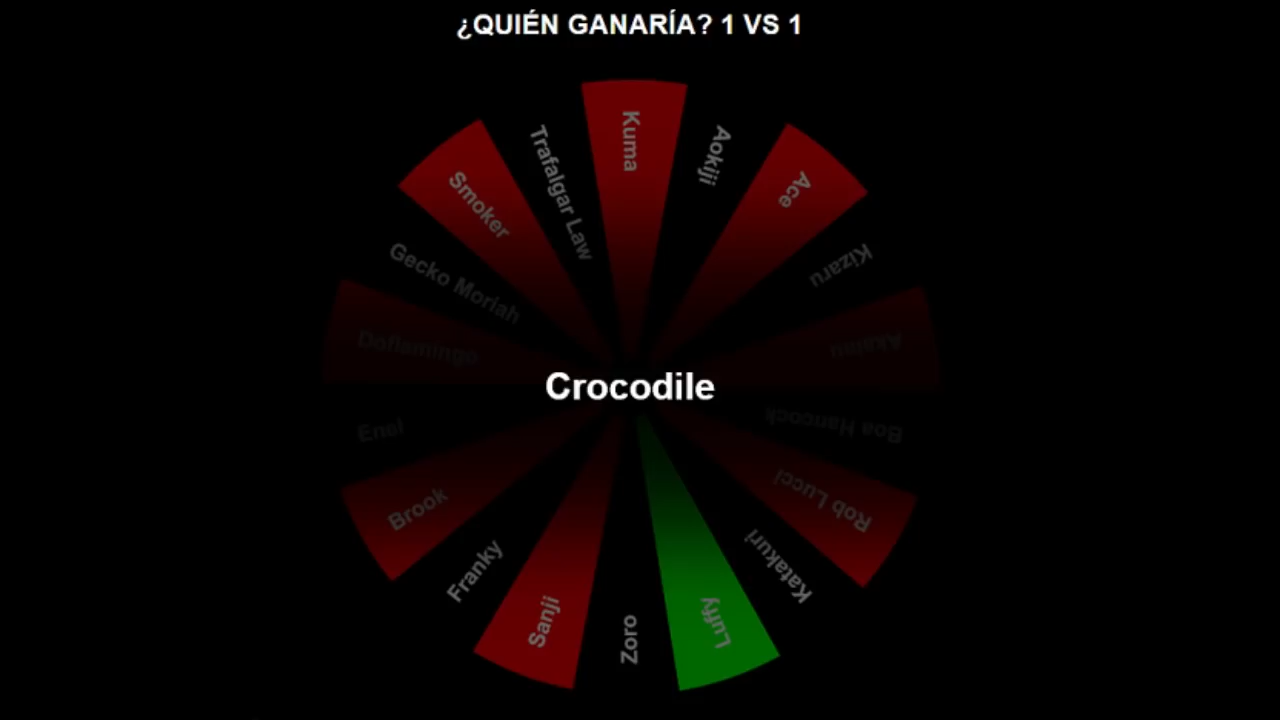 ¿QUIÉN GANARÍA? 1 VS 1
Kuma
Aokiji
Ace
Kizaru
Akainu
Boa Hancock
Rob Lucci
Katakuri
Luffy
Zoro
Sanji
Franky
Brook
Enel
Doflamingo
Gecko Moriah
Smoker
Trafalgar Law
Crocodile